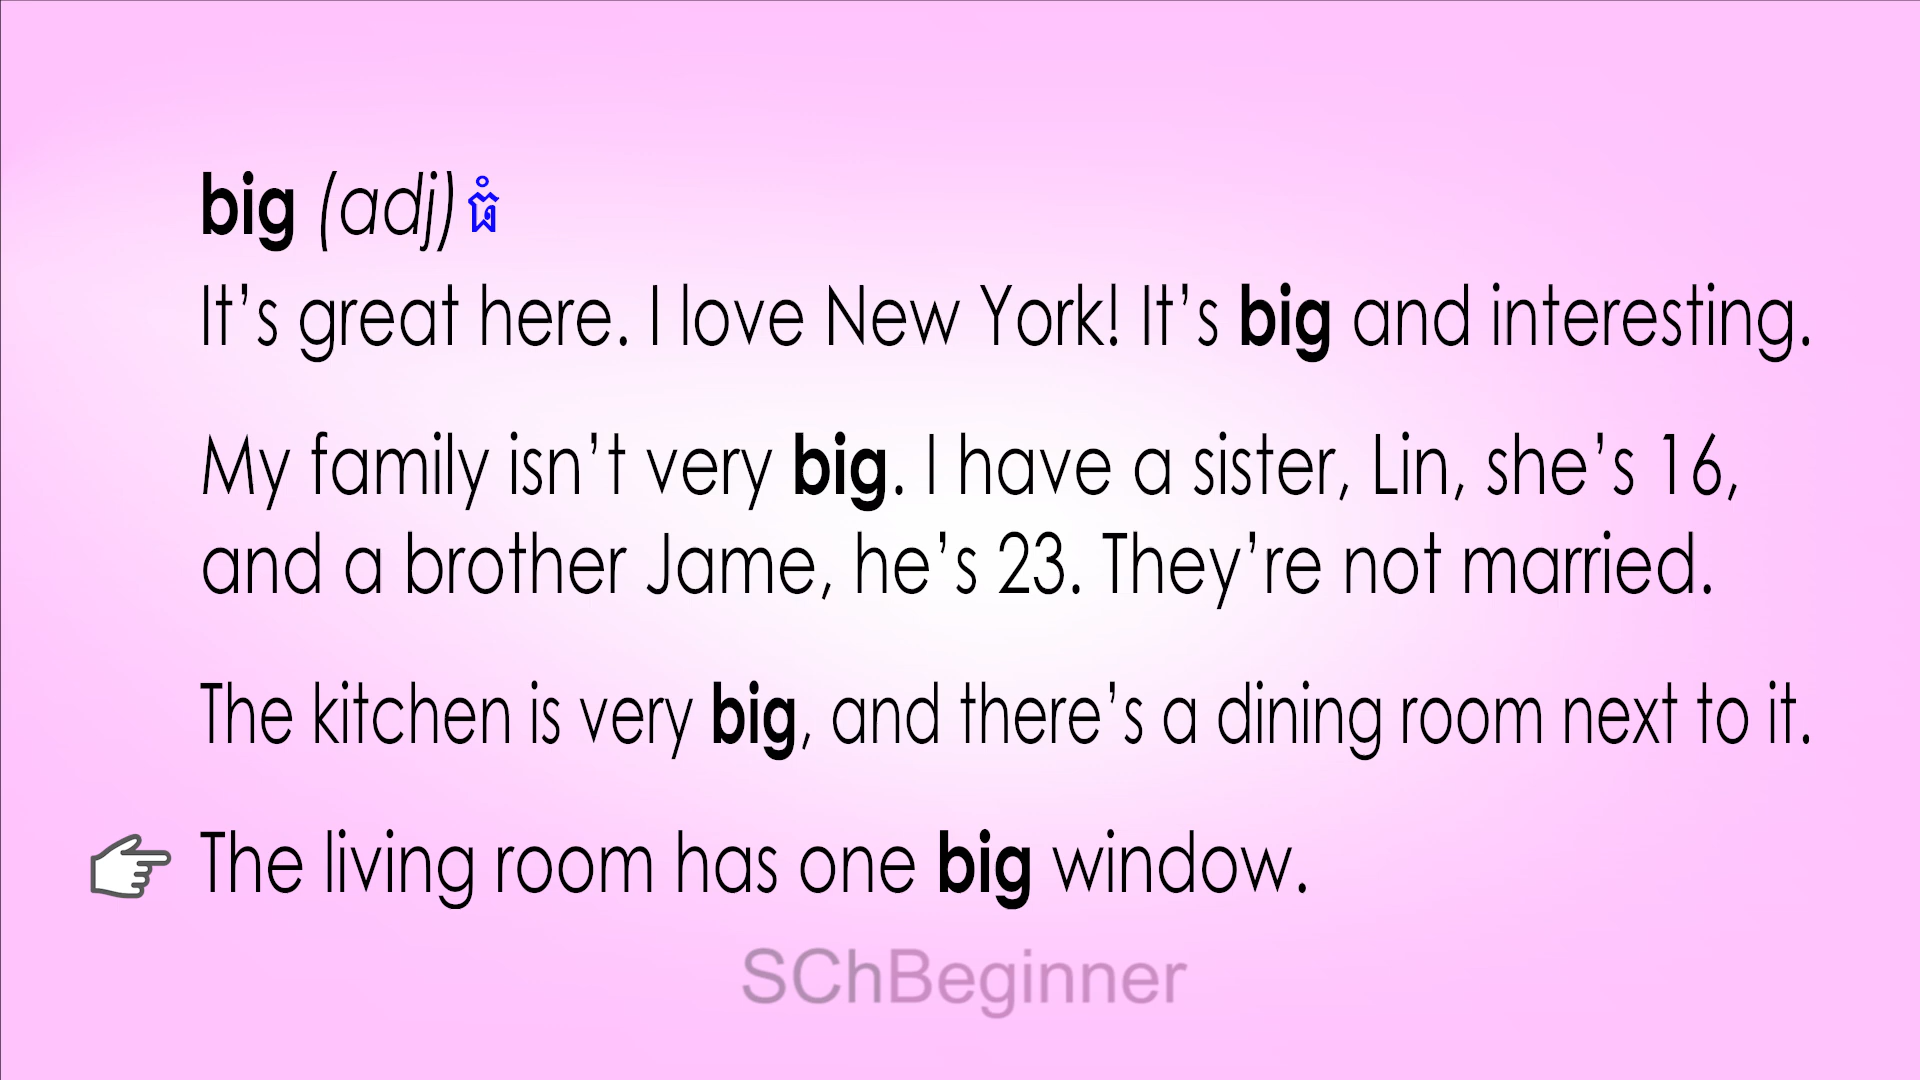 big (adj) ធំ
It’s great here. I love New York! It’s big and interesting.
My family isn’t very big. I have a sister, Lin, she’s 16,
and a brother Jame, he’s 23. They’re not married.
The kitchen is very big, and there’s a dining room next to it.
The living room has one big window.
SChBeginner